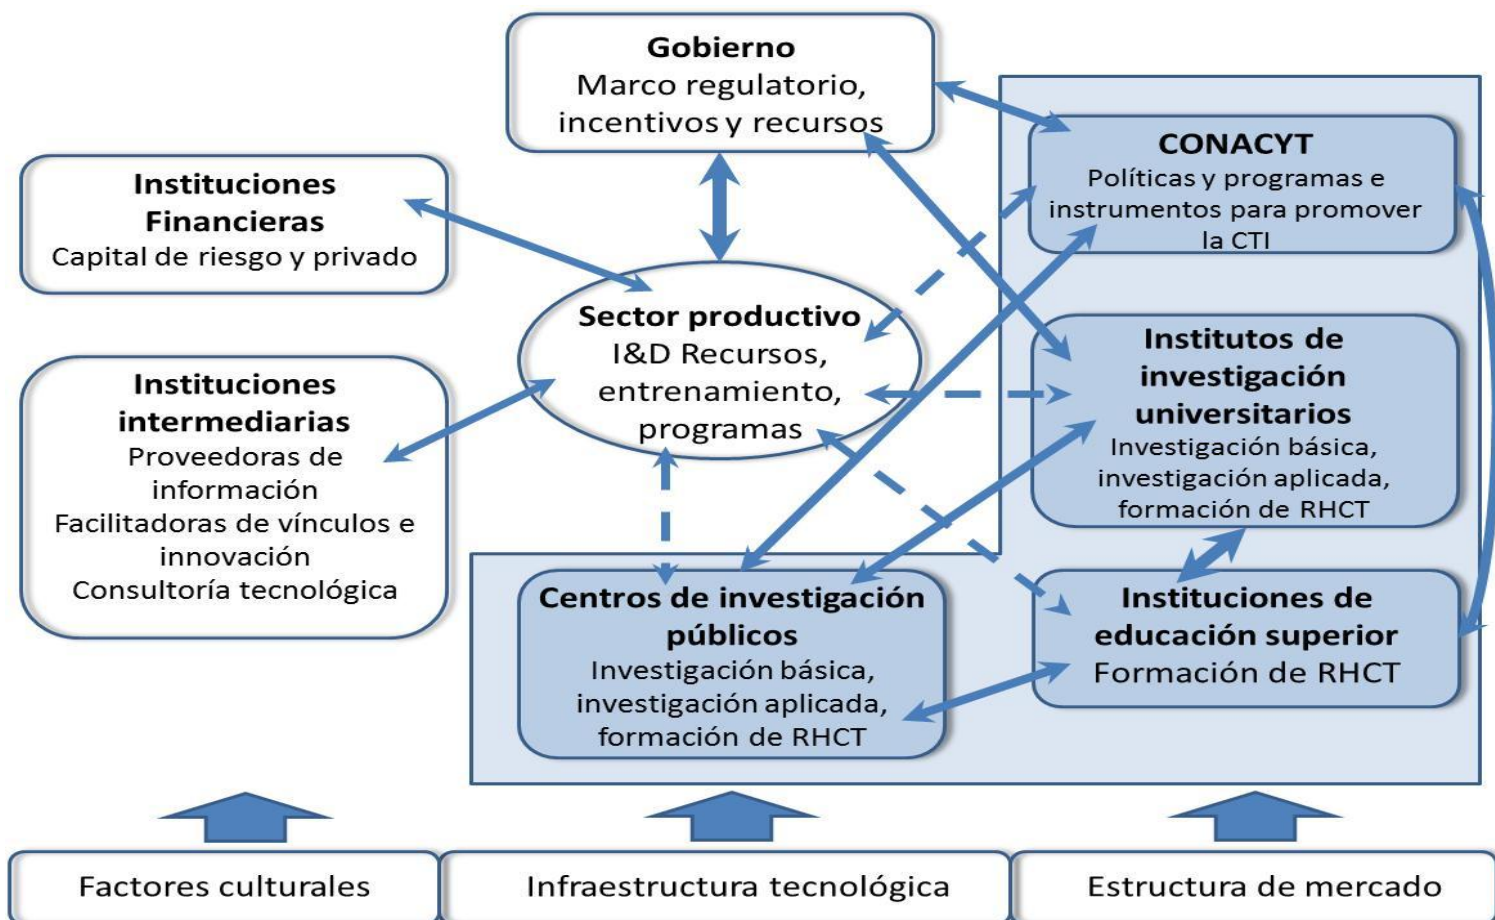 Gobierno
Marco regulatorio,
incentivos y recursos
CONACYT
Políticas y programas e
instrumentos para promover
la CTI
Instituciones
Financieras
Capital de riesgo y privado
Sector productivo
I&D Recursos,
entrenamiento,
programas
Institutos de
investigación
universitarios
Investigación básica,
investigación aplicada,
formación de RHCT
Instituciones
intermediarias
Proveedoras de
información
Facilitadoras de vínculos e
innovación
Consultoría tecnológica
Centros de investigación
públicos
Investigación básica,
investigación aplicada,
formación de RHCT
Instituciones de
educación superior
Formación de RHCT
Factores culturales
Infraestructura tecnológica
Estructura de mercado